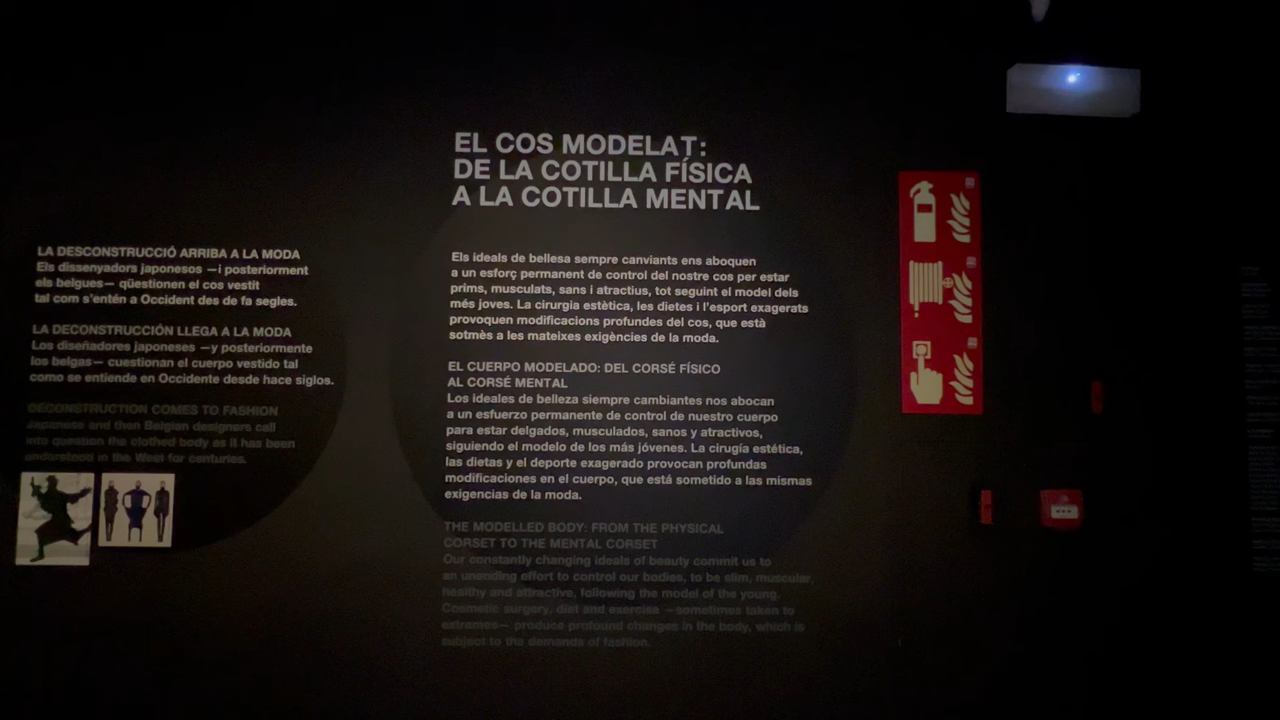 LA DESCONSTRUCCIÓ ARRIBA A LA MODA
Els dissenyadors japonesos —i posteriorment
els belgues— qüestionen el cos vestit
tal com s'entén a Occident des de fa segles.
LA DECONSTRUCCIÓN LLEGA A LA MODA
Los diseñadores japoneses —y posteriormente
los belgas— cuestionan el cuerpo vestido tal
como se entiende en Occidente desde hace siglos.
DECONSTRUCTION COMES TO FASHION
Japanese and then Belgian designers call
into question the clothed body as it has been
understood in the West for centuries.
EL COS MODELAT:
DE LA COTILLA FÍSICA
A LA COTILLA MENTAL
Els ideals de bellesa sempre canviants ens aboquen
a un esforç permanent de control del nostre cos per estar
prims, musculats, sans i atractius, tot seguint el model dels
més joves. La cirurgia estètica, les dietes i l'esport exagerats
provoquen modificacions profundes del cos, que està
sotmès a les mateixes exigències de la moda.
EL CUERPO MODELADO: DEL CORSÉ FÍSICO
AL CORSÉ MENTAL
Los ideales de belleza siempre cambiantes nos abocan
a un esfuerzo permanente de control de nuestro cuerpo
para estar delgados, musculados, sanos y atractivos,
siguiendo el modelo de los más jóvenes. La cirugía estética,
las dietas y el deporte exagerado provocan profundas
modificaciones en el cuerpo, que está sometido a las mismas
exigencias de la moda.
THE MODELLED BODY: FROM THE PHYSICAL
CORSET TO THE MENTAL CORSET
Our constantly changing ideals of beauty commit us to
an unending effort to control our bodies, to be slim, muscular,
healthy and attractive, following the model of the young.
Cosmetic surgery, diet and exercise —sometimes taken to
extremes— produce profound changes in the body, which is
subject to the demands of fashion.